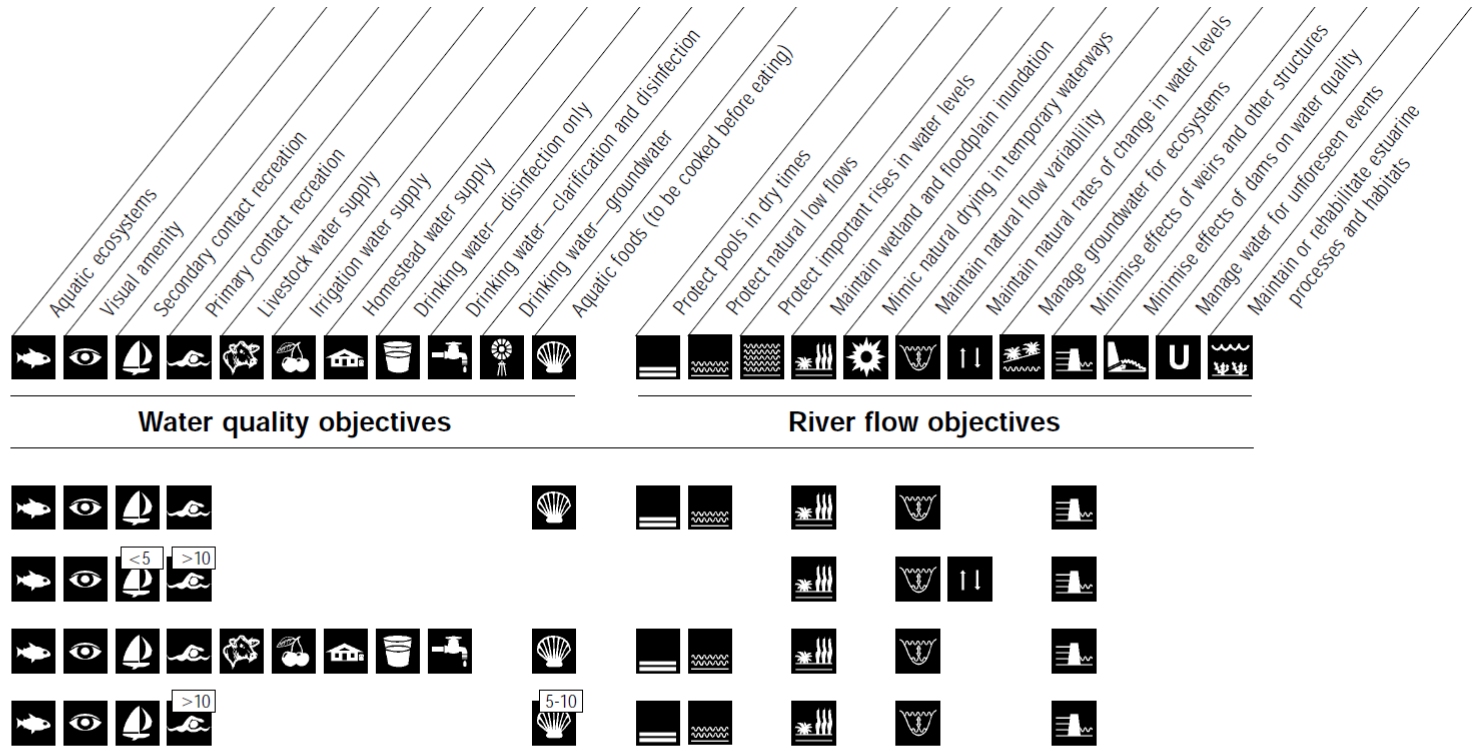 Aquatic ecosystems
Visual amenity
Secondary contact recreation
Primary contact recreation
Livestock water supply
Irrigation water supply
Homestead water supply
Drinking water—disinfection only
Drinking water—clarification and disinfection
Drinking water—groundwater
Aquatic foods (to be cooked before eating)
Protect pools in dry times
Protect natural low flows
Protect important rises in water levels
Maintain wetland and floodplain inundation
Mimic natural drying in temporary waterways
Maintain natural flow variablility
Maintain natural rates of change in water levels
Manage groundwater for ecosystems
Minimise effects of weirs and other structures
Minimise effects of dams on water quality
Manage water for unforeseen events
Maintain or rehabilitate estuarine
processes and habitats
U
Water quality objectives
River flow objectives
<5
>10
>10
5-10